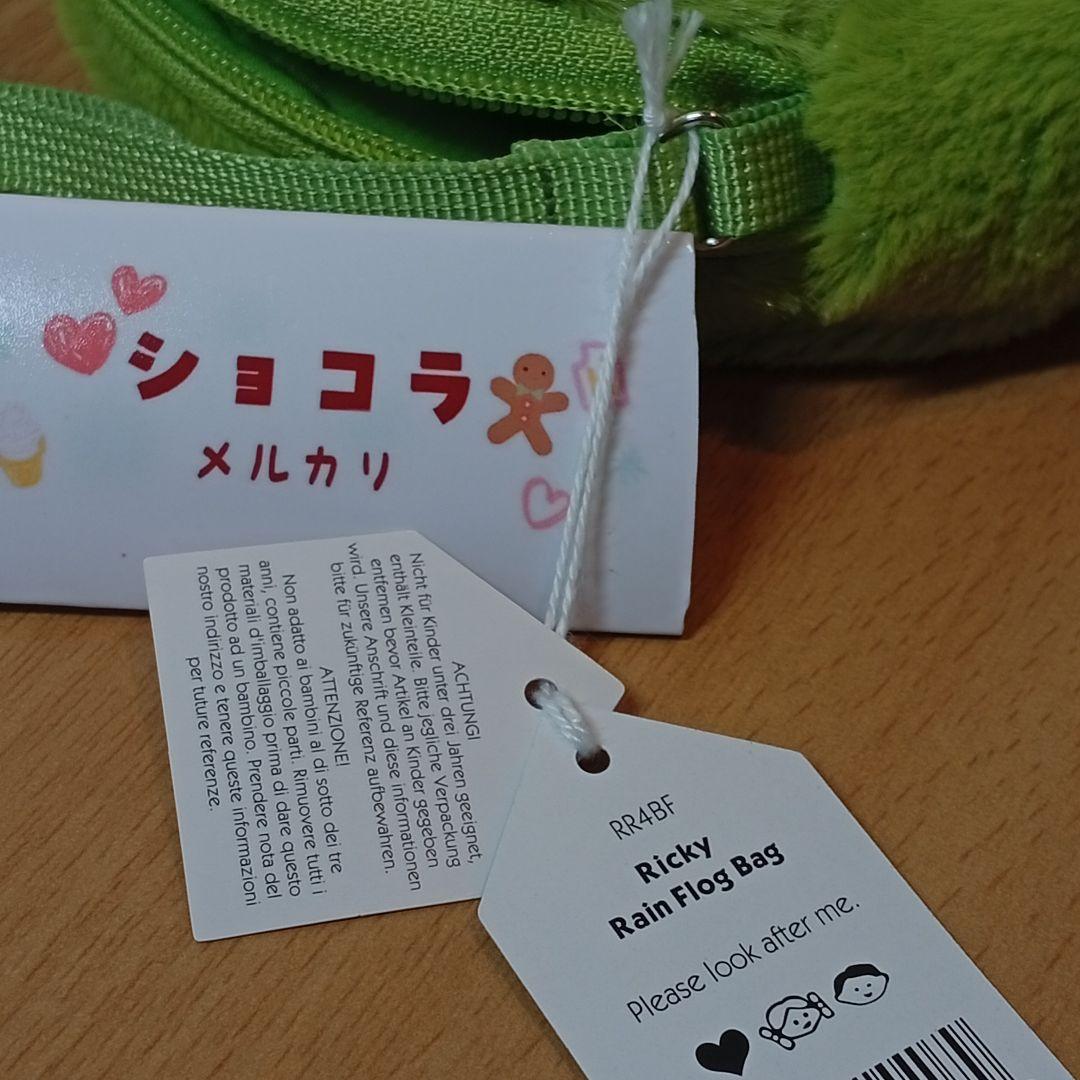 ショコラ
メルカリ
ACHTUNG!
Nicht für Kinder unter drei Jahren geeignet,
enthält Kleinteile. Bitte jegliche Verpackung
entfernen bevor Artikel an Kinder gegeben
wird. Unsere Anschrift und diese informationen
bitte für zukünftige Referenz aufbewahren.
ATTENZIONE!
Non adatto ai bambini al di sotto dei tre
anni, contiene piccole parti. Rimuovere tutti i
materiali d'imballaggio prima di dare questo
prodotto ad un bambino. Prendere nota del
nostro indirizzo e tenere queste informazioni
per tuture referenze.
RR4BF
Ricky
Rain Flog Bag
Please look after me.